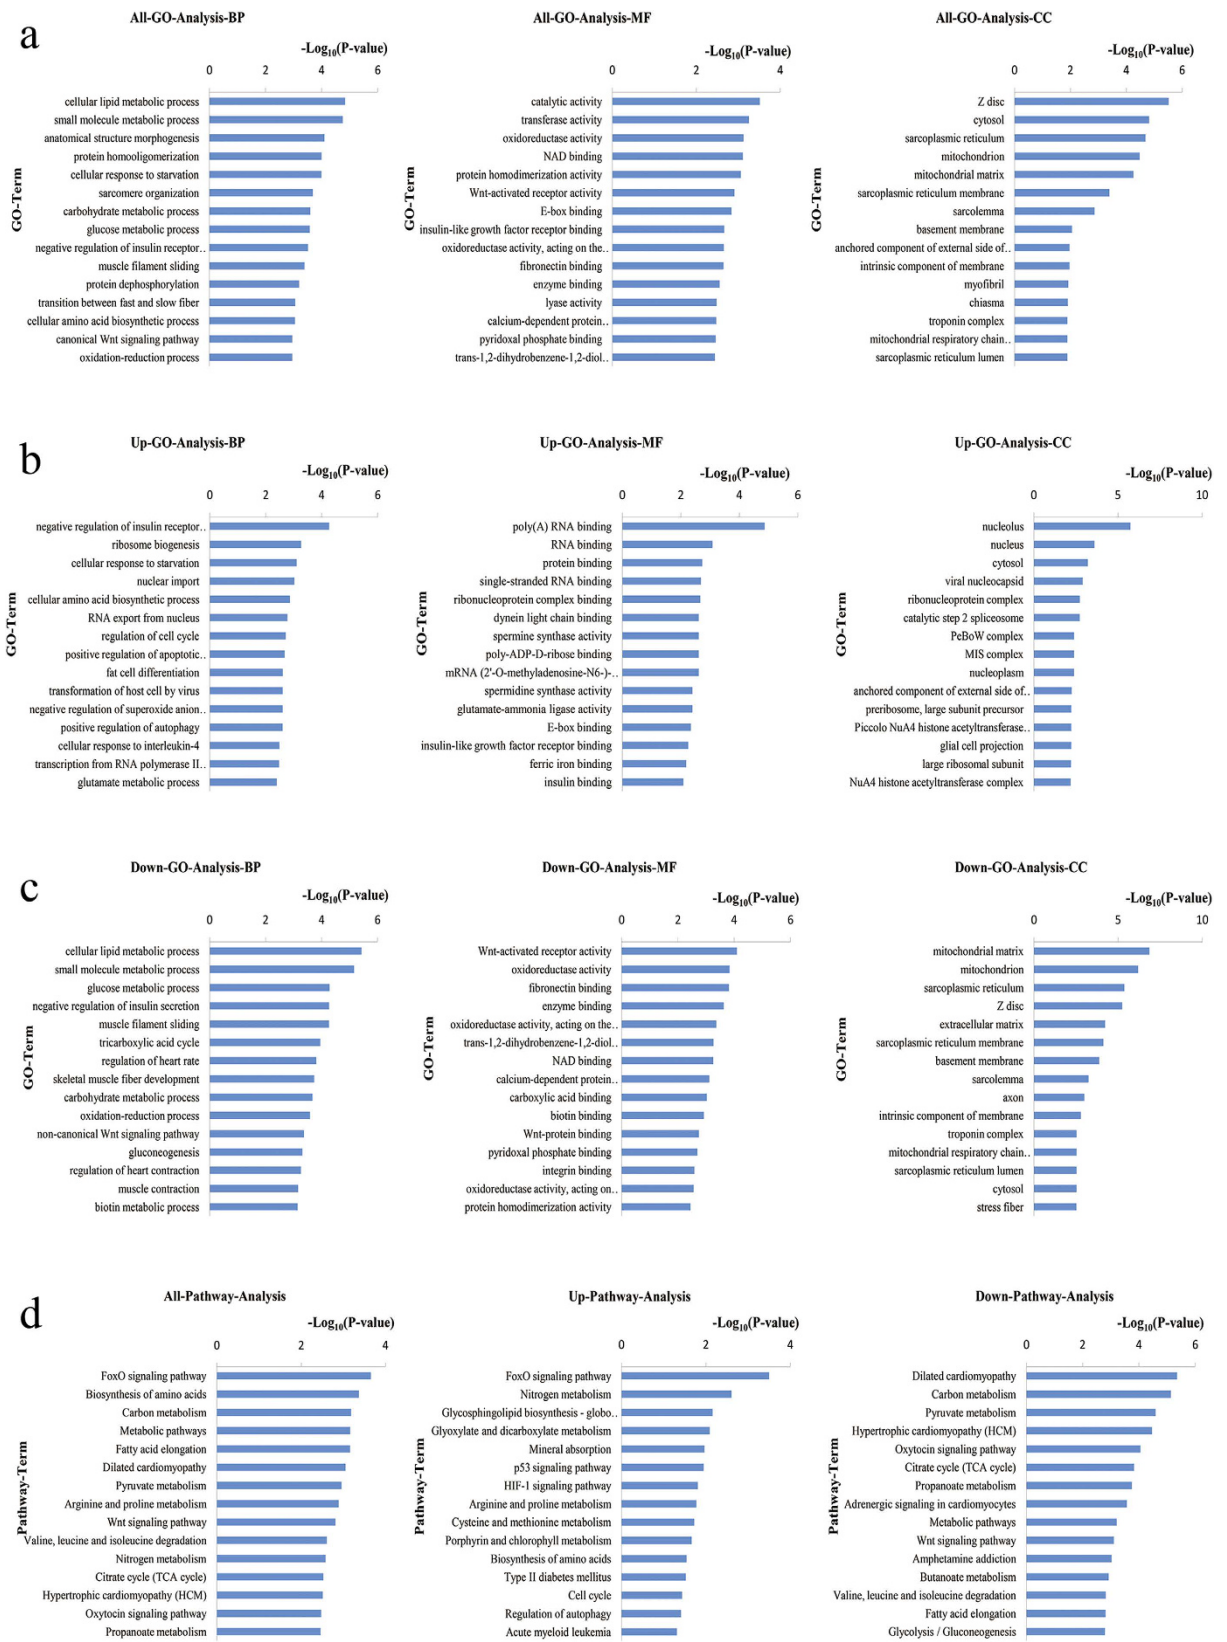 a
All-GO-Analysis-BP
-Log10(P-value)
0 2 4 6
GO-Term
cellular lipid metabolic process
small molecule metabolic process
anatomical structure morphogenesis
protein homooligomerization
cellular response to starvation
sarcomere organization
carbohydrate metabolic process
glucose metabolic process
negative regulation of insulin receptor..
muscle filament sliding
protein dephosphorylation
transition between fast and slow fiber
cellular amino acid biosynthetic process
canonical Wnt signaling pathway
oxidation-reduction process
All-GO-Analysis-MF
-Log10(P-value)
0 2 4
GO-Term
catalytic activity
transferase activity
oxidoreductase activity
NAD binding
protein homodimerization activity
Wnt-activated receptor activity
E-box binding
insulin-like growth factor receptor binding
oxidoreductase activity, acting on the..
fibronectin binding
enzyme binding
lyase activity
calcium-dependent protein..
pyridoxal phosphate binding
trans-1,2-dihydrobenzene-1,2-diol..
All-GO-Analysis-CC
-Log10(P-value)
0 2 4 6
GO-Term
Z disc
cytosol
sarcoplasmic reticulum
mitochondrion
mitochondrial matrix
sarcoplasmic reticulum membrane
sarcolemma
basement membrane
anchored component of external side of..
intrinsic component of membrane
myofibril
chiasma
troponin complex
mitochondrial respiratory chain..
sarcoplasmic reticulum lumen
b
Up-GO-Analysis-BP
-Log10(P-value)
0 2 4 6
GO-Term
negative regulation of insulin receptor..
ribosome biogenesis
cellular response to starvation
nuclear import
cellular amino acid biosynthetic process
RNA export from nucleus
regulation of cell cycle
positive regulation of apoptotic..
fat cell differentiation
transformation of host cell by virus
negative regulation of superoxide anion..
positive regulation of autophagy
cellular response to interleukin-4
transcription from RNA polymerase II..
glutamate metabolic process
Up-GO-Analysis-MF
-Log10(P-value)
0 2 4 6
GO-Term
poly(A) RNA binding
RNA binding
protein binding
single-stranded RNA binding
ribonucleoprotein complex binding
dynein light chain binding
spermine synthase activity
poly-ADP-D-ribose binding
mRNA (2'-O-methyladenosine-N6-)-..
spermidine synthase activity
glutamate-ammonia ligase activity
E-box binding
insulin-like growth factor receptor binding
ferric iron binding
insulin binding
Up-GO-Analysis-CC
-Log10(P-value)
0 5 10
GO-Term
nucleolus
nucleus
cytosol
viral nucleocapsid
ribonucleoprotein complex
catalytic step 2 spliceosome
PeBoW complex
MIS complex
nucleoplasm
anchored component of external side of..
preribosome, large subunit precursor
Piccolo NuA4 histone acetyltransferase..
glial cell projection
large ribosomal subunit
NuA4 histone acetyltransferase complex
c
Down-GO-Analysis-BP
-Log10(P-value)
0 2 4 6
GO-Term
cellular lipid metabolic process
small molecule metabolic process
glucose metabolic process
negative regulation of insulin secretion
muscle filament sliding
tricarboxylic acid cycle
regulation of heart rate
skeletal muscle fiber development
carbohydrate metabolic process
oxidation-reduction process
non-canonical Wnt signaling pathway
gluconeogenesis
regulation of heart contraction
muscle contraction
biotin metabolic process
Down-GO-Analysis-MF
-Log10(P-value)
0 2 4 6
GO-Term
Wnt-activated receptor activity
oxidoreductase activity
fibronectin binding
enzyme binding
oxidoreductase activity, acting on the..
trans-1,2-dihydrobenzene-1,2-diol..
NAD binding
calcium-dependent protein..
carboxylic acid binding
biotin binding
Wnt-protein binding
pyridoxal phosphate binding
integrin binding
oxidoreductase activity, acting on..
protein homodimerization activity
Down-GO-Analysis-CC
-Log10(P-value)
0 5 10
GO-Term
mitochondrial matrix
mitochondrion
sarcoplasmic reticulum
Z disc
extracellular matrix
sarcoplasmic reticulum membrane
basement membrane
sarcolemma
axon
intrinsic component of membrane
troponin complex
mitochondrial respiratory chain..
sarcoplasmic reticulum lumen
cytosol
stress fiber
d
All-Pathway-Analysis
-Log10(P-value)
0 2 4
Pathway-Term
FoxO signaling pathway
Biosynthesis of amino acids
Carbon metabolism
Metabolic pathways
Fatty acid elongation
Dilated cardiomyopathy
Pyruvate metabolism
Arginine and proline metabolism
Wnt signaling pathway
Valine, leucine and isoleucine degradation
Nitrogen metabolism
Citrate cycle (TCA cycle)
Hypertrophic cardiomyopathy (HCM)
Oxytocin signaling pathway
Propanoate metabolism
Up-Pathway-Analysis
-Log10(P-value)
0 2 4
Pathway-Term
FoxO signaling pathway
Nitrogen metabolism
Glycosphingolipid biosynthesis - globo..
Glyoxylate and dicarboxylate metabolism
Mineral absorption
p53 signaling pathway
HIF-1 signaling pathway
Arginine and proline metabolism
Cysteine and methionine metabolism
Porphyrin and chlorophyll metabolism
Biosynthesis of amino acids
Type II diabetes mellitus
Cell cycle
Regulation of autophagy
Acute myeloid leukemia
Down-Pathway-Analysis
-Log10(P-value)
0 2 4 6
Pathway-Term
Dilated cardiomyopathy
Carbon metabolism
Pyruvate metabolism
Hypertrophic cardiomyopathy (HCM)
Oxytocin signaling pathway
Citrate cycle (TCA cycle)
Propanoate metabolism
Adrenergic signaling in cardiomyocytes
Metabolic pathways
Wnt signaling pathway
Amphetamine addiction
Butanoate metabolism
Valine, leucine and isoleucine degradation
Fatty acid elongation
Glycolysis / Gluconeogenesis